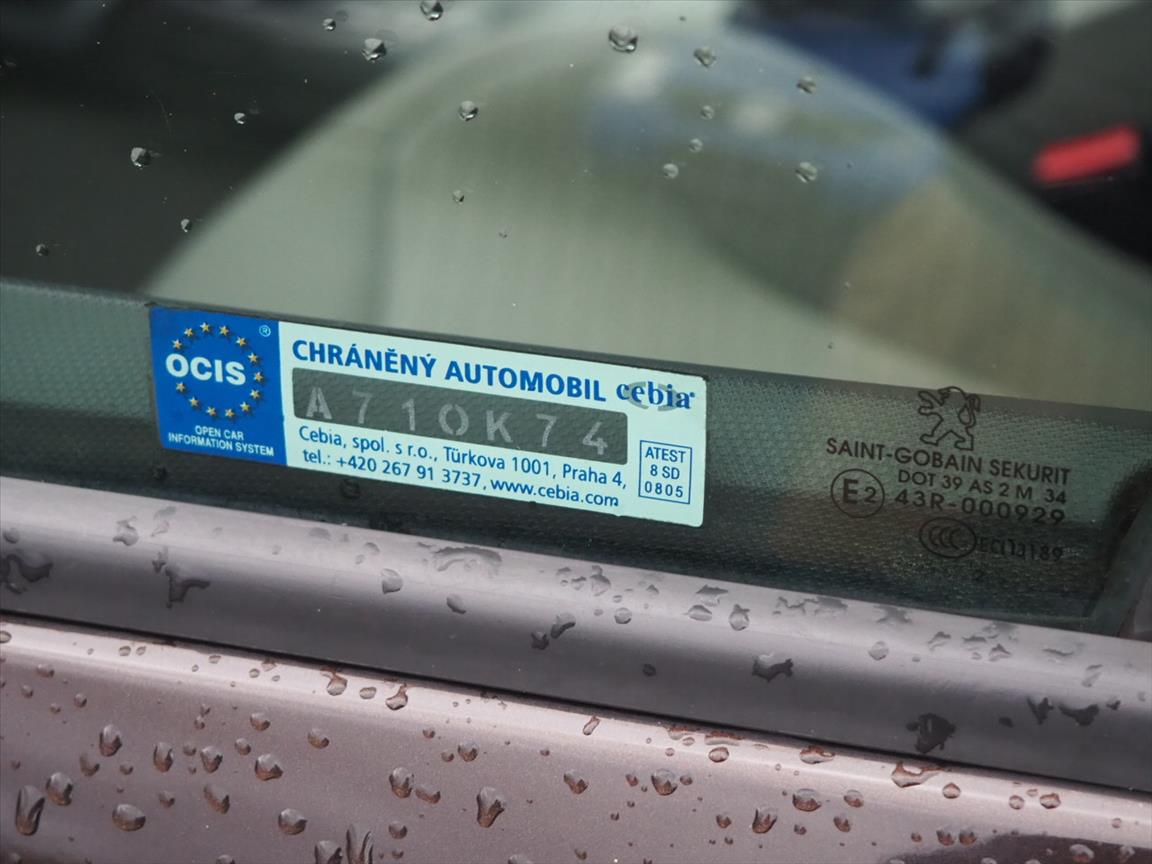 OCIS ®
OPEN CAR
INFORMATION SYSTEM
CHRÁNĚNÝ AUTOMOBIL cebia®
A710K74
Cebia, spol. s r.o., Türkova 1001, Praha 4,
tel.: +420 267 91 3737, www.cebia.com
ATEST
8 SD
0805
SAINT-GOBAIN SEKURIT
DOT 39 AS 2 M 34
E2 43R-000929
CCC
2